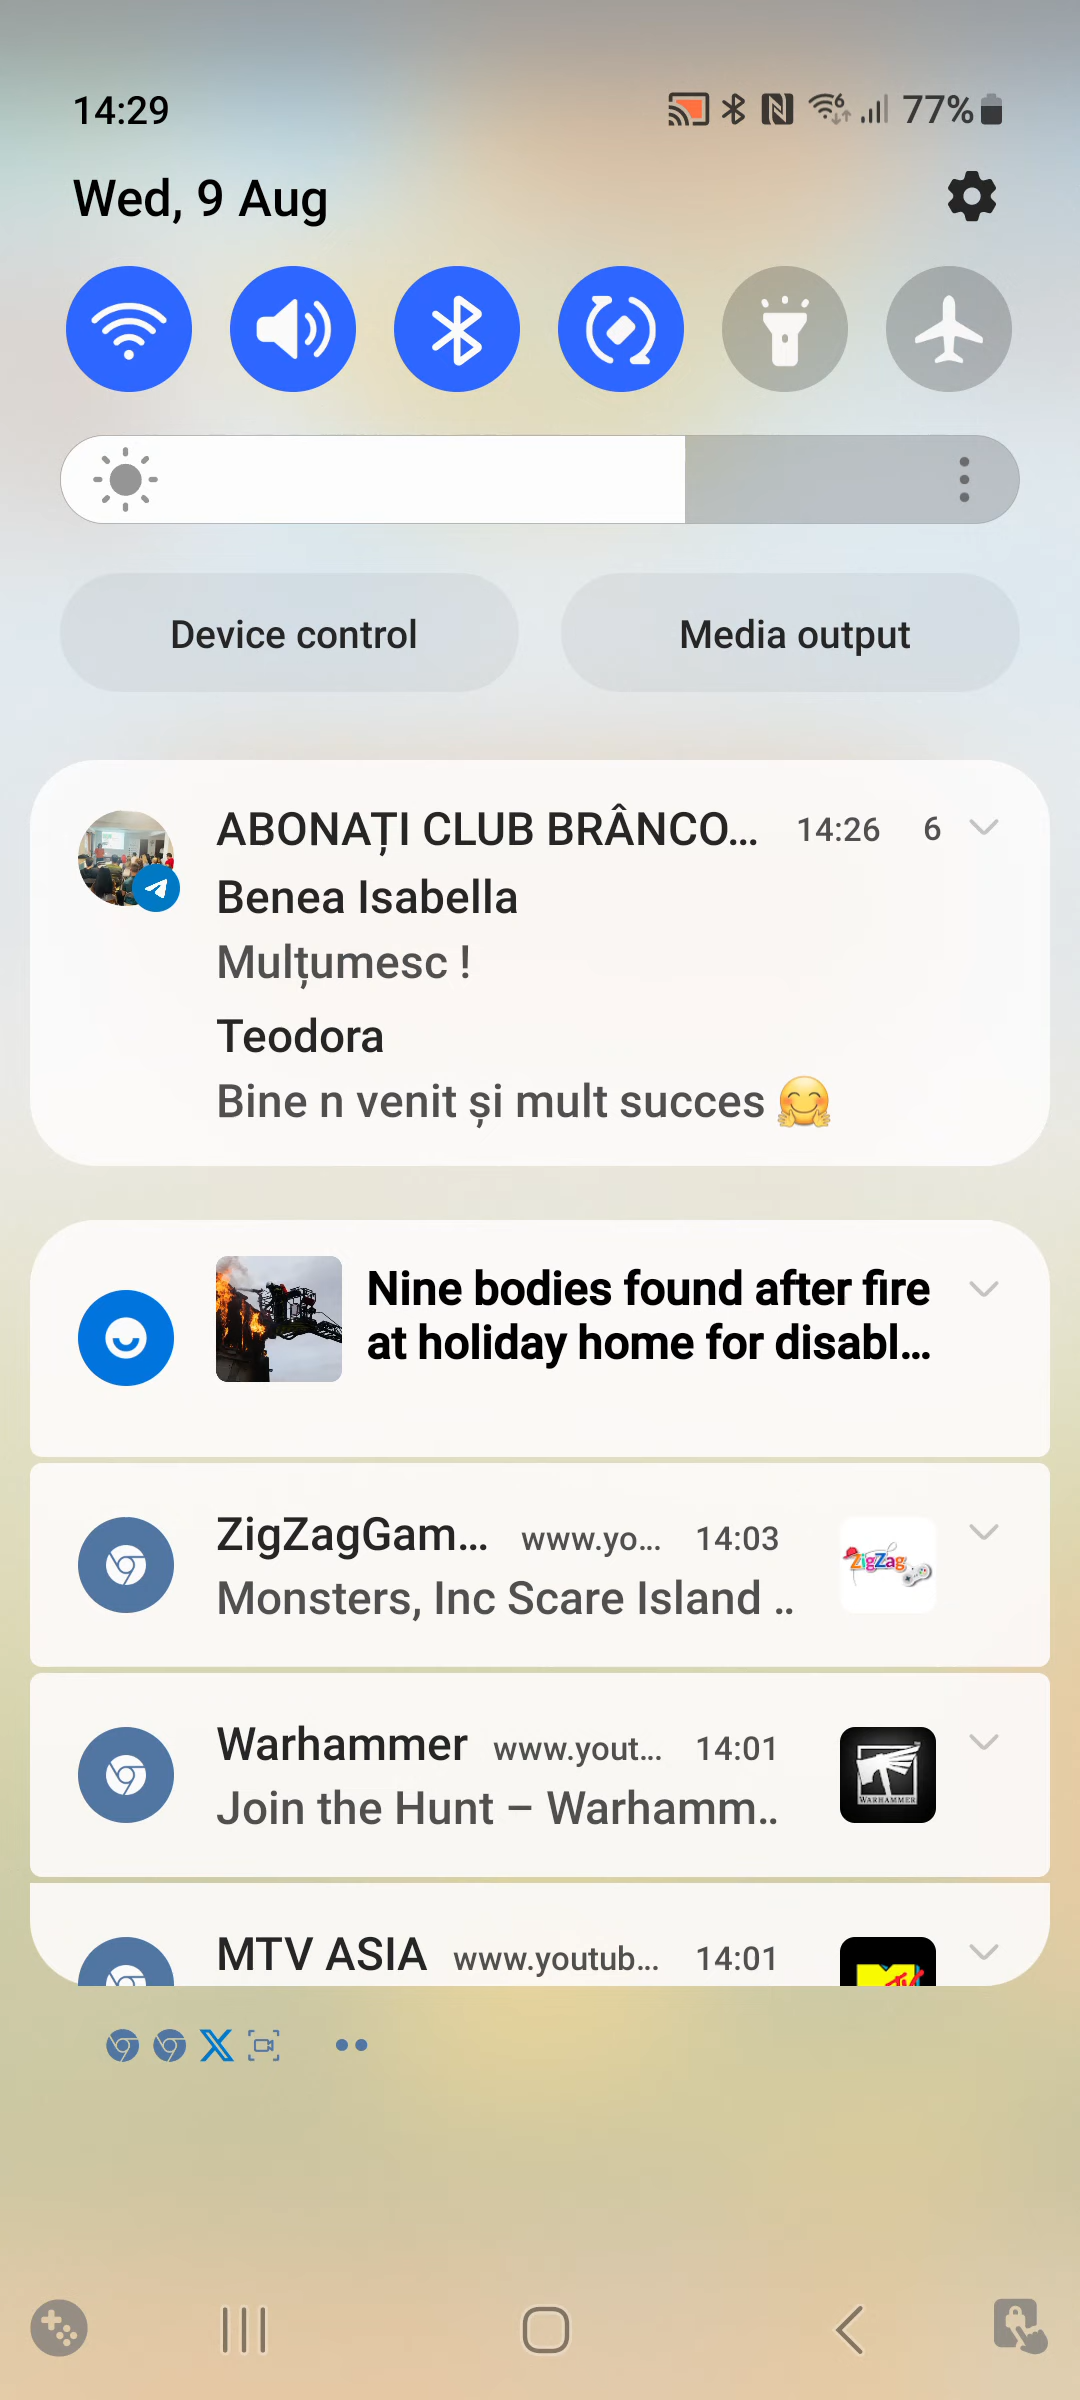 14:29
77%
Wed, 9 Aug
Device control
Media output
ABONAȚI CLUB BRÂNCO... 14:26 6
Benea Isabella
Mulțumesc !
Teodora
Bine n venit și mult succes 🤗
Nine bodies found after fire
at holiday home for disabl...
ZigZagGam... www.yo... 14:03
ZigZag
Monsters, Inc Scare Island ..
Warhammer www.yout... 14:01
WARHAMMER
Join the Hunt – Warhamm..
MTV ASIA www.youtub... 14:01